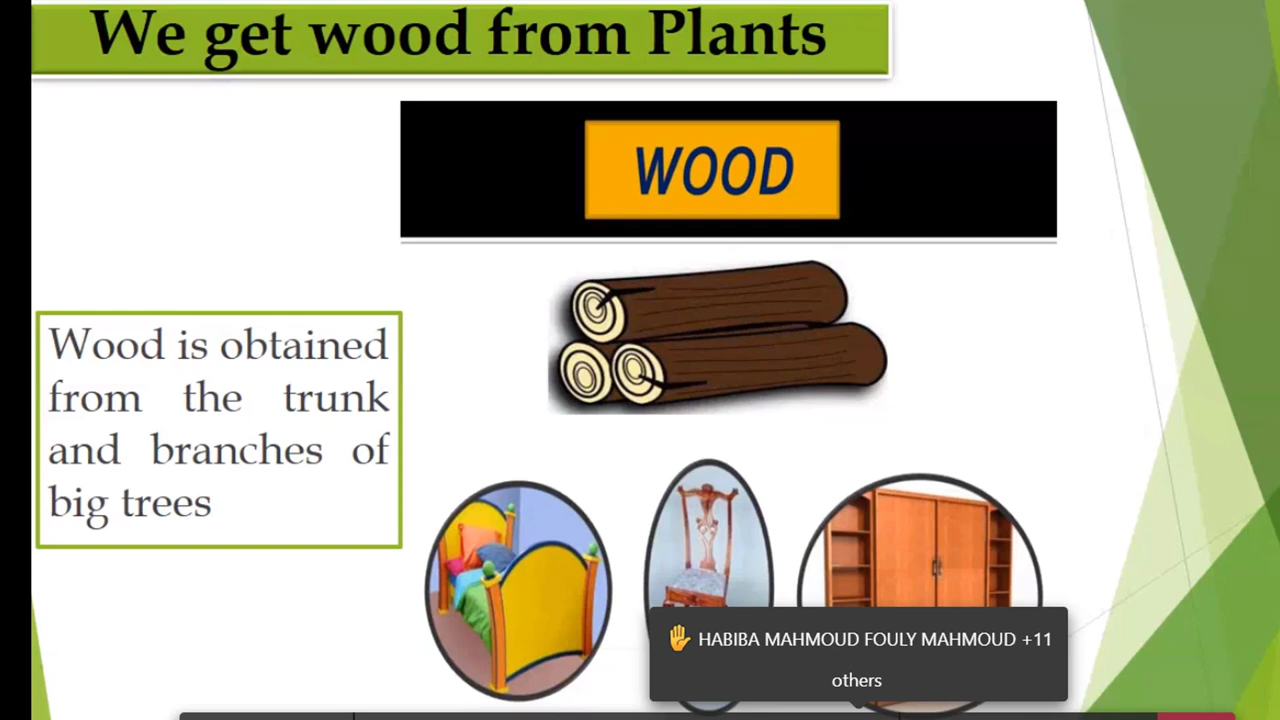 We get wood from Plants
WOOD
Wood is obtained
from the trunk
and branches of
big trees
HABIBA MAHMOUD FOULY MAHMOUD +11
others